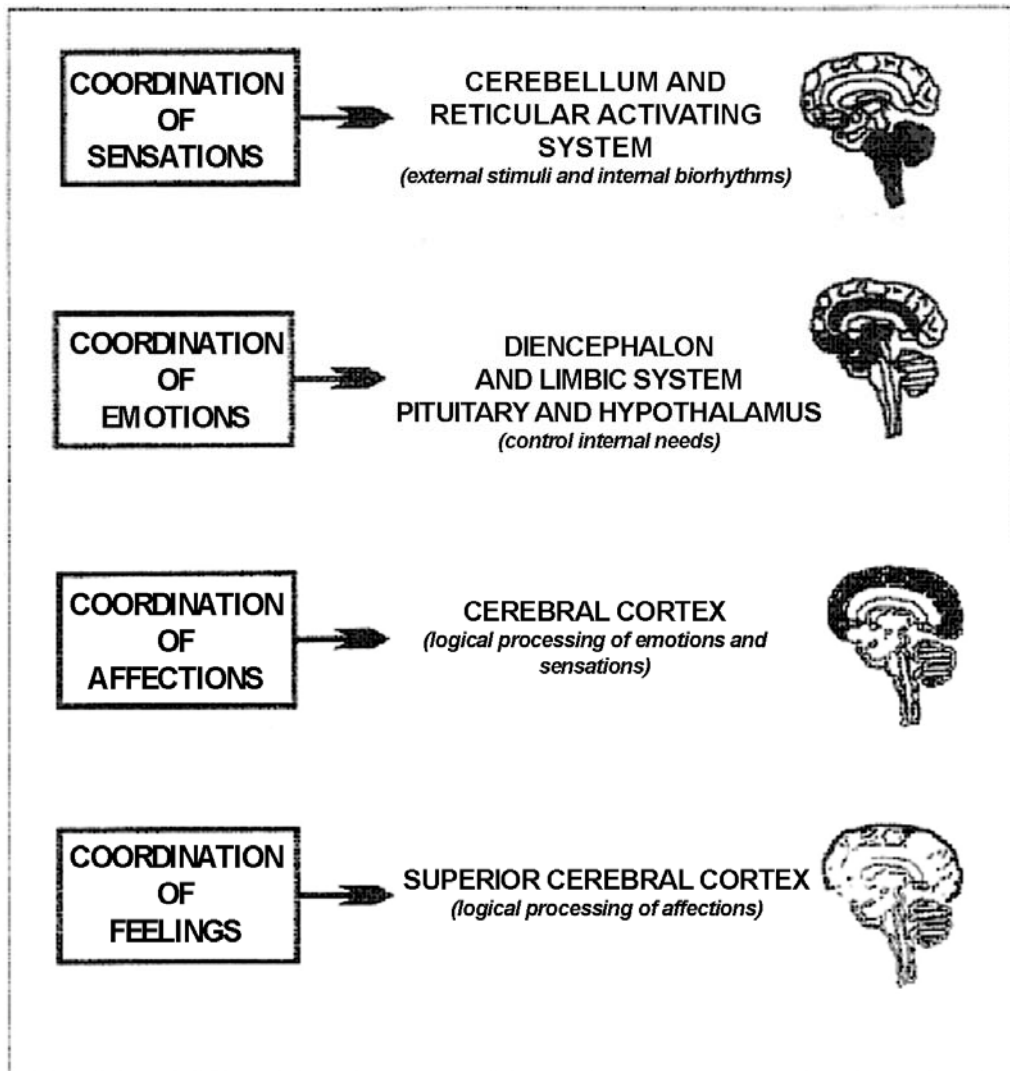 COORDINATION
OF
SENSATIONS
CEREBELLUM AND
RETICULAR ACTIVATING
SYSTEM
(external stimuli and internal biorhythms)
COORDINATION
OF
EMOTIONS
DIENCEPHALON
AND LIMBIC SYSTEM
PITUITARY AND HYPOTHALAMUS
(control internal needs)
COORDINATION
OF
AFFECTIONS
CEREBRAL CORTEX
(logical processing of emotions and
sensations)
COORDINATION
OF
FEELINGS
SUPERIOR CEREBRAL CORTEX
(logical processing of affections)